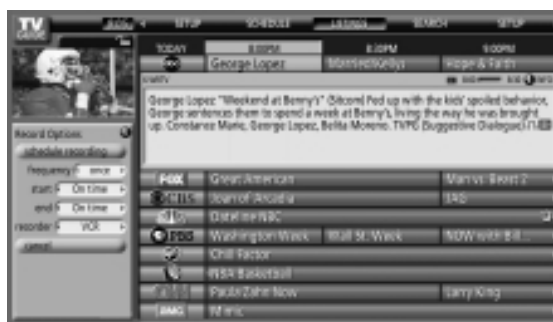 TV
GUIDE
SETUP SCHEDULE LISTINGS SEARCH SETUP
TODAY 8:00PM 8:30PM 9:00PM
abc George Lopez Married Kellys Hope & Faith
George Lopez "Weekend at Benny's" (Sitcom) Fed up with the kids' spoiled behavior,
George sentences them to spend a week at Benny's, living the way he was brought
up. Constance Marie, George Lopez, Belita Moreno. TVPG (Suggestive Dialogue)
Record Options
schedule recording
frequency once
start On time
end On time
recorder VCR
cancel
FOX Great American Man vs. Beast 2
CBS Joan of Arcadia JAG
Dateline NBC
PBS Washington Week Wall St. Week NOW with Bill...
Chill Factor
NBA Basketball
Paula Zahn Now Larry King